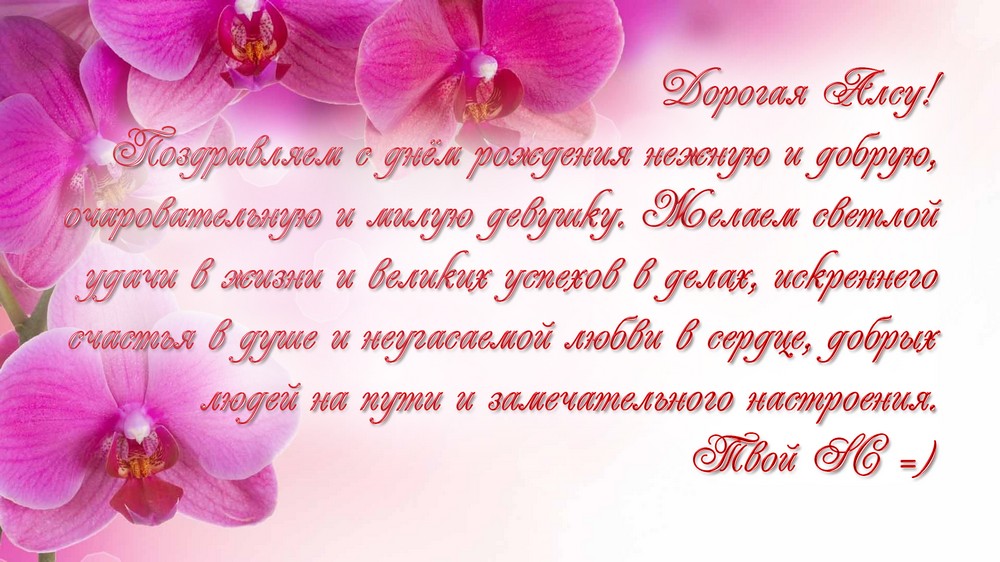 Дорогая Алсу!
Поздравляем с днём рождения нежную и добрую,
очаровательную и милую девушку. Желаем светлой
удачи в жизни и великих успехов в делах, искреннего
счастья в душе и неугасаемой любви в сердце, добрых
людей на пути и замечательного настроения.
Твой НС =)